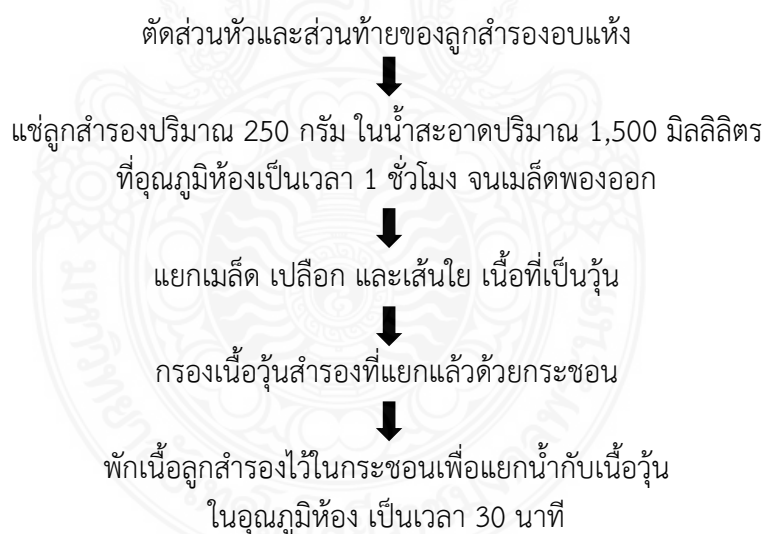 ตัดส่วนหัวและส่วนท้ายของลูกสำรองอบแห้ง
แช่ลูกสำรองปริมาณ 250 กรัม ในน้ำสะอาดปริมาณ 1,500 มิลลิลิตร
ที่อุณภูมิห้องเป็นเวลา 1 ชั่วโมง จนเมล็ดพองออก
แยกเมล็ด เปลือก และเส้นใย เนื้อที่เป็นวุ้น
กรองเนื้อวุ้นสำรองที่แยกแล้วด้วยกระชอน
พักเนื้อลูกสำรองไว้ในกระชอนเพื่อแยกน้ำกับเนื้อวุ้น
ในอุณภูมิห้อง เป็นเวลา 30 นาที